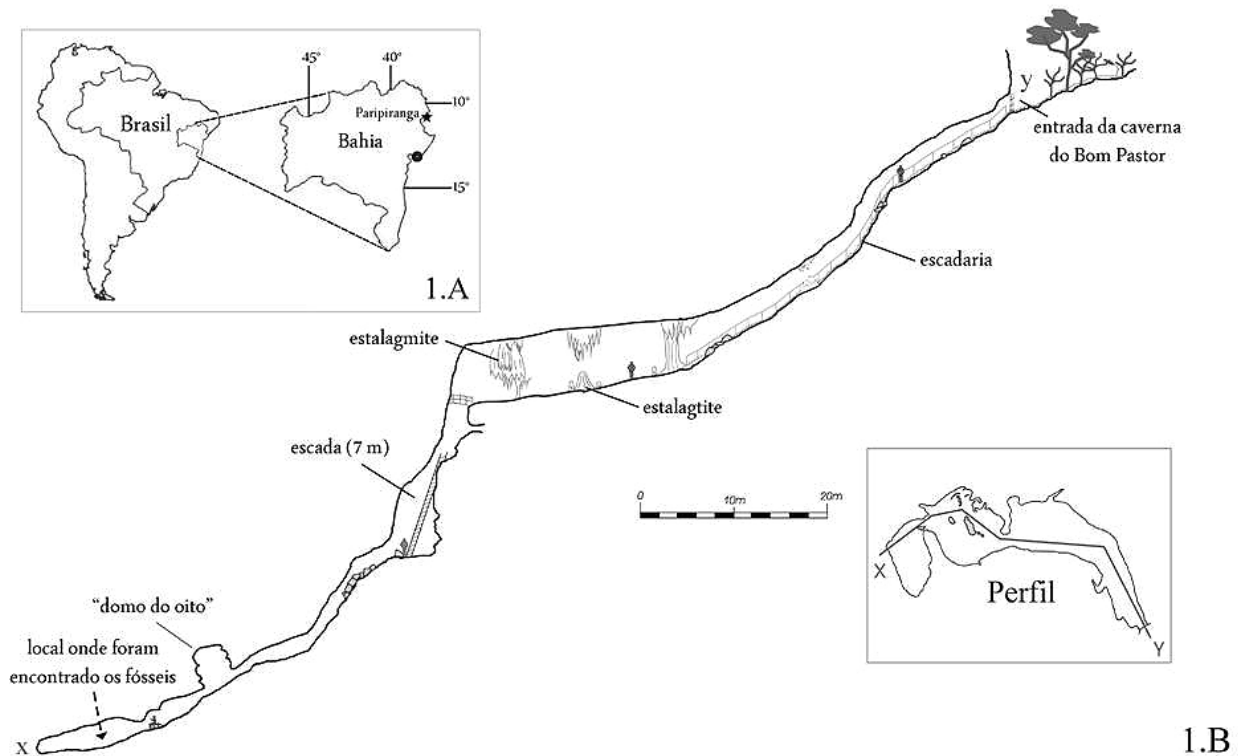 45°
40°
10°
Paripiranga
Brasil
Bahia
15°
1.A
y
entrada da caverna
do Bom Pastor
escadaria
estalagmite
estalagtite
escada (7 m)
0 10m 20m
X
Perfil
Y
"domo do oito"
local onde foram
encontrado os fósseis
X
1.B